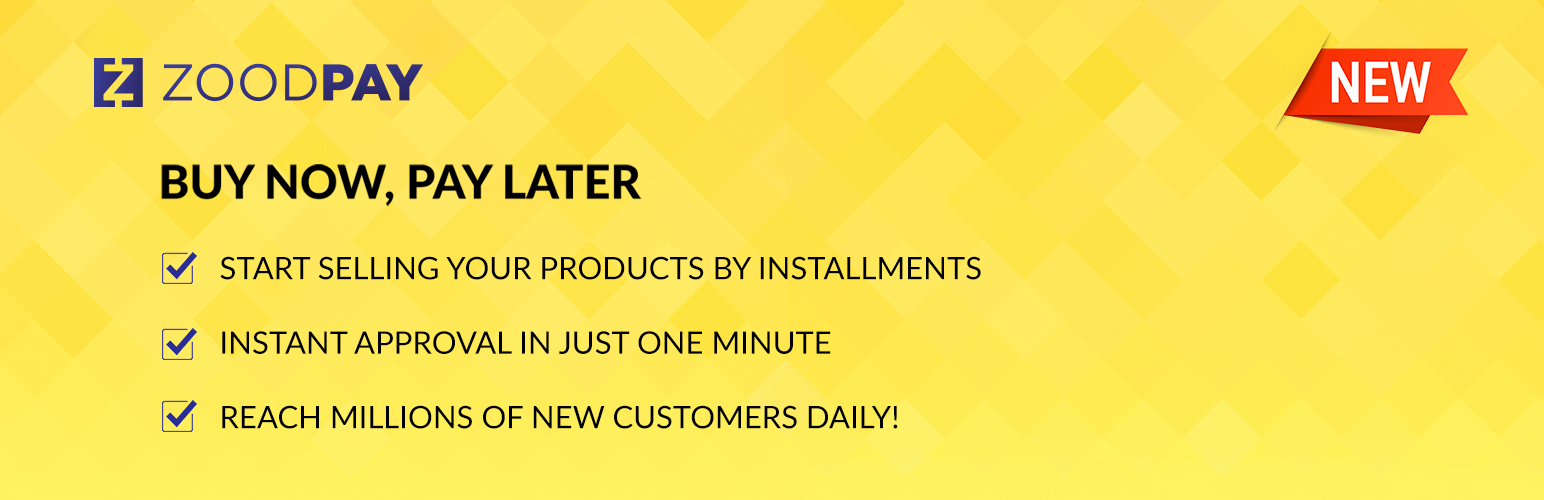 ZOODPAY
NEW
BUY NOW, PAY LATER
START SELLING YOUR PRODUCTS BY INSTALLMENTS
INSTANT APPROVAL IN JUST ONE MINUTE
REACH MILLIONS OF NEW CUSTOMERS DAILY!